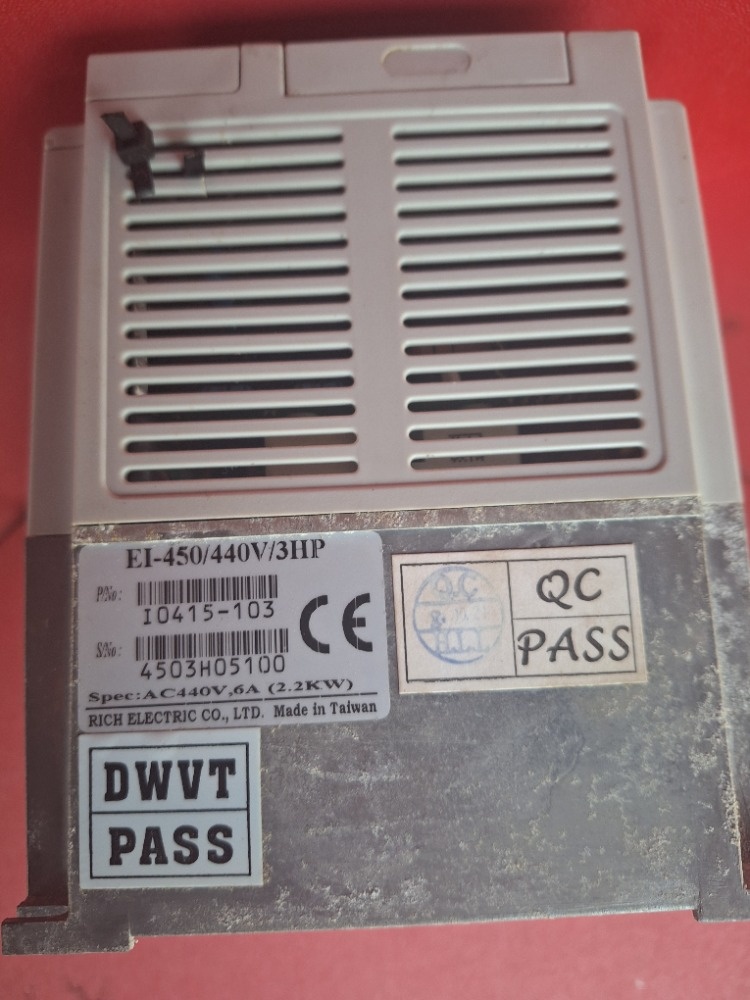 EI-450/440V/3HP
P/No:
I0415-103
CE
S/No:
4503H05100
Spec:AC440V,6A (2.2KW)
RICH ELECTRIC CO., LTD. Made in Taiwan
Q.C
QC
PASS
DWVT
PASS